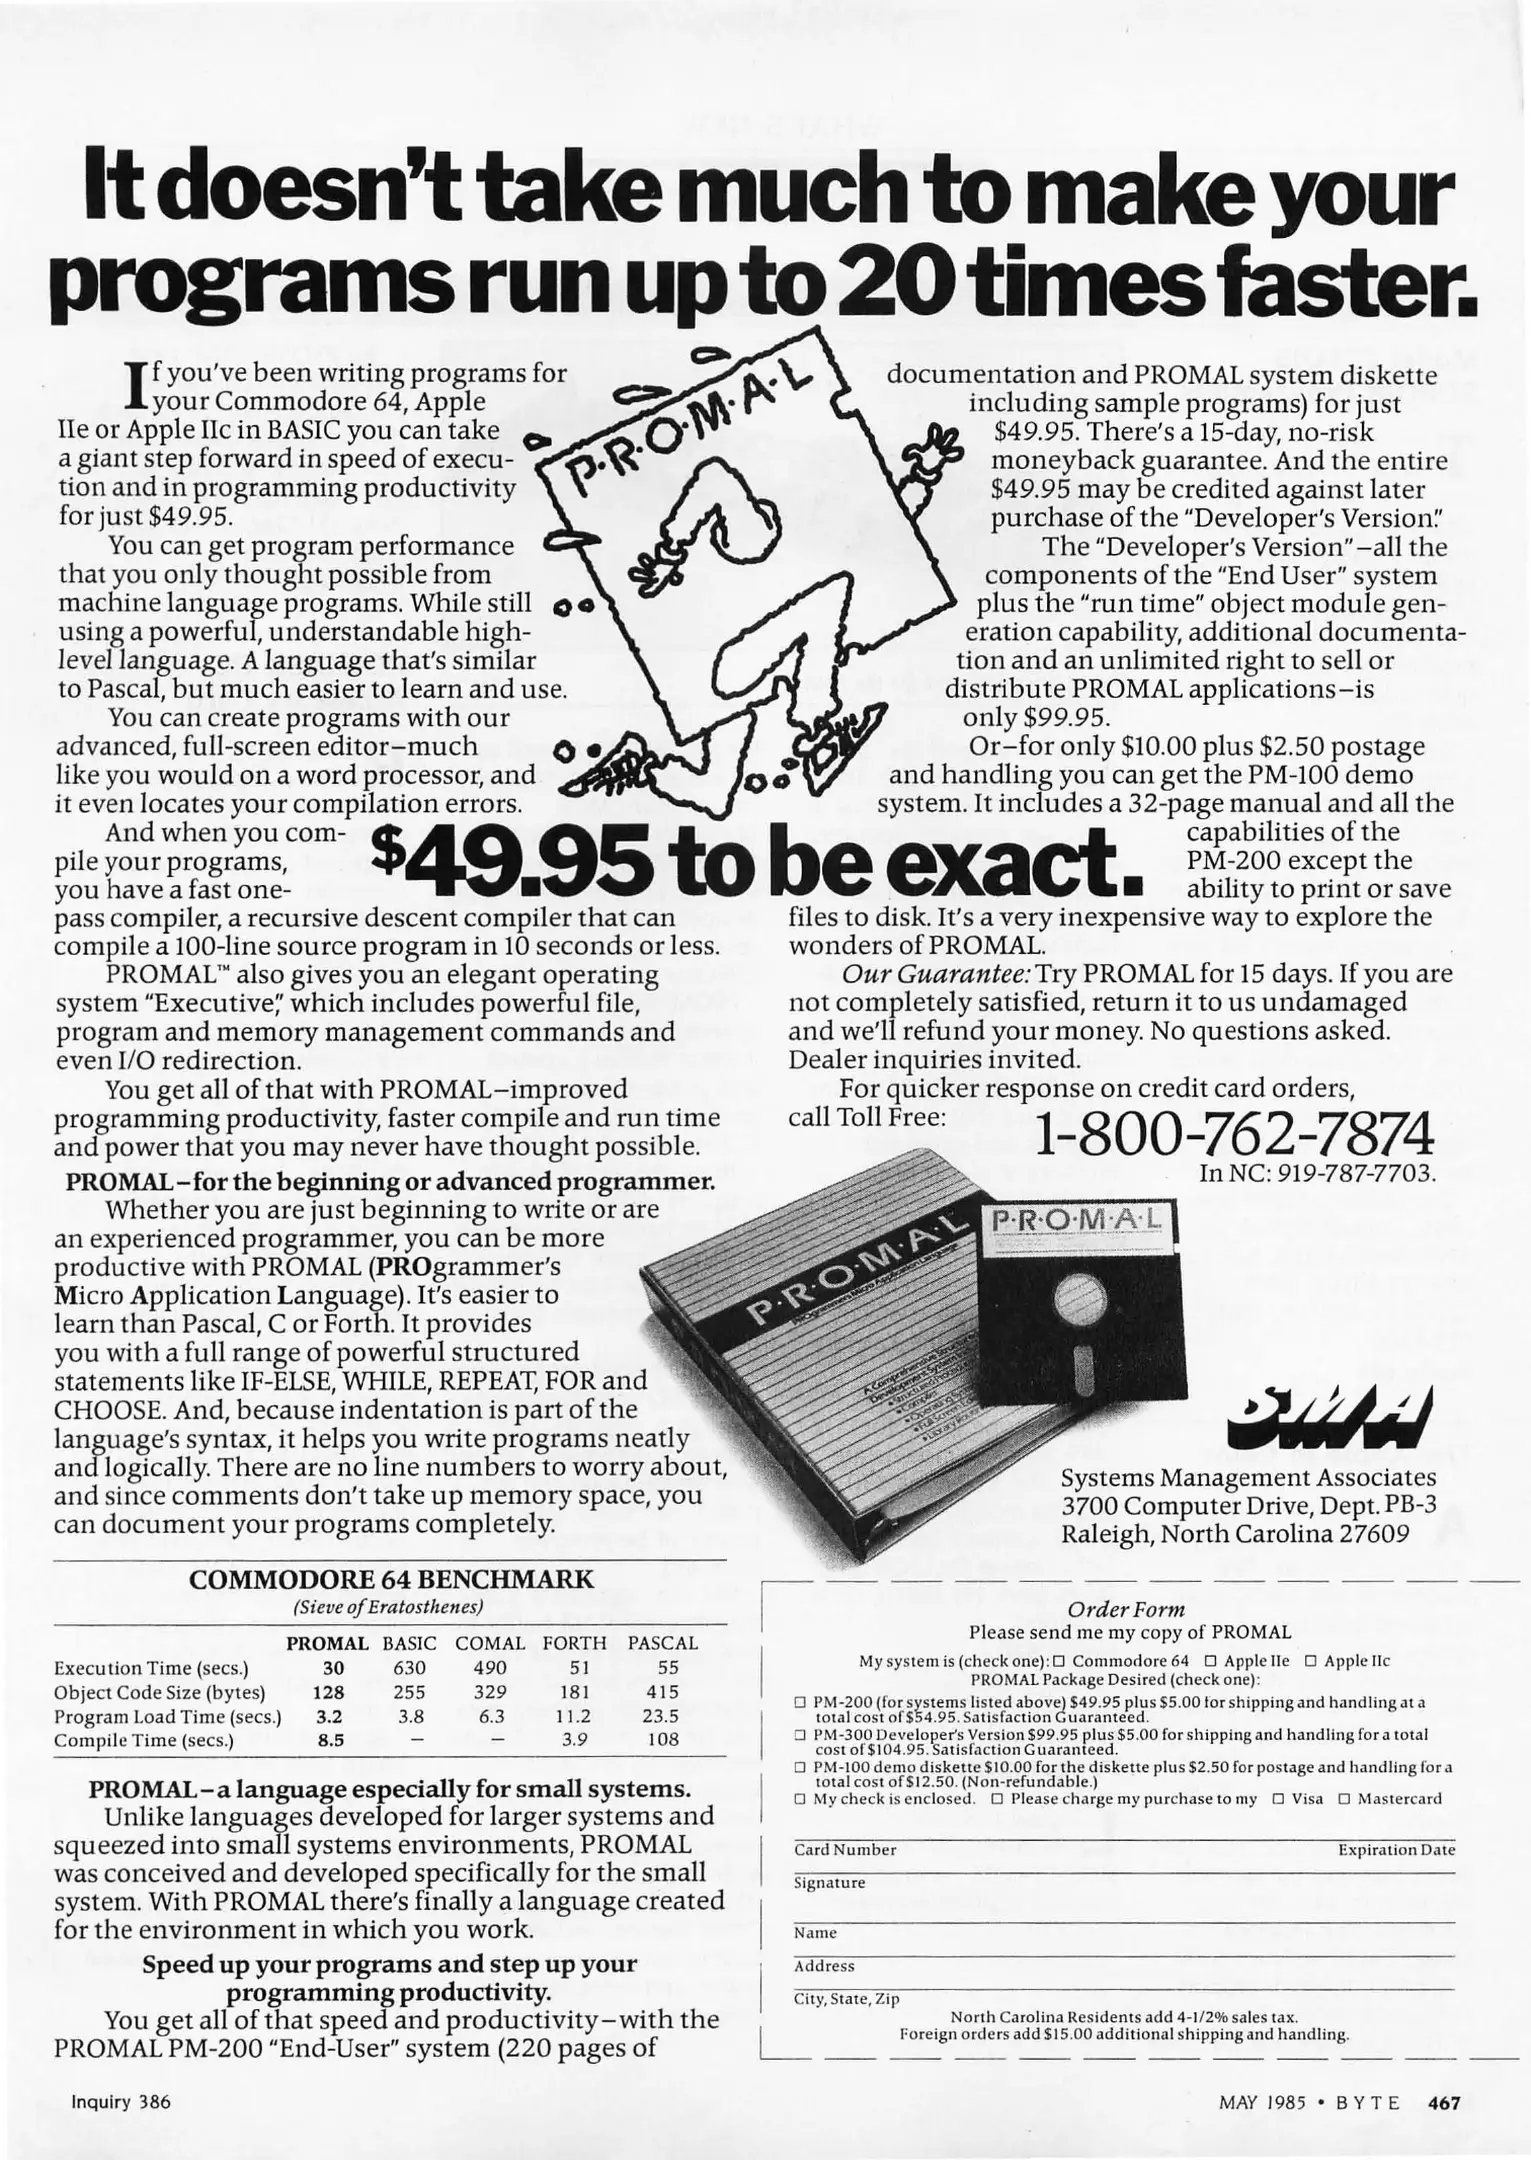 It doesn't take much to make your
programs run up to 20 times faster.
P·R·O·M·A·L
If you've been writing programs for
your Commodore 64, Apple
IIe or Apple IIc in BASIC you can take
a giant step forward in speed of execu-
tion and in programming productivity
for just $49.95.
You can get program performance
that you only thought possible from
machine language programs. While still
using a powerful, understandable high-
level language. A language that's similar
to Pascal, but much easier to learn and use.
You can create programs with our
advanced, full-screen editor–much
like you would on a word processor, and
it even locates your compilation errors.
And when you com-
pile your programs,
you have a fast one-
pass compiler, a recursive descent compiler that can
compile a 100-line source program in 10 seconds or less.
PROMAL™ also gives you an elegant operating
system "Executive," which includes powerful file,
program and memory management commands and
even I/O redirection.
You get all of that with PROMAL–improved
programming productivity, faster compile and run time
and power that you may never have thought possible.
PROMAL–for the beginning or advanced programmer.
Whether you are just beginning to write or are
an experienced programmer, you can be more
productive with PROMAL (PROgrammer's
Micro Application Language). It's easier to
learn than Pascal, C or Forth. It provides
you with a full range of powerful structured
statements like IF-ELSE, WHILE, REPEAT, FOR and
CHOOSE. And, because indentation is part of the
language's syntax, it helps you write programs neatly
and logically. There are no line numbers to worry about,
and since comments don't take up memory space, you
can document your programs completely.
COMMODORE 64 BENCHMARK
(Sieve of Eratosthenes)
PROMAL BASIC COMAL FORTH PASCAL
Execution Time (secs.) 30 630 490 51 55
Object Code Size (bytes) 128 255 329 181 415
Program Load Time (secs.) 3.2 3.8 6.3 11.2 23.5
Compile Time (secs.) 8.5 – – 3.9 108
PROMAL–a language especially for small systems.
Unlike languages developed for larger systems and
squeezed into small systems environments, PROMAL
was conceived and developed specifically for the small
system. With PROMAL there's finally a language created
for the environment in which you work.
Speed up your programs and step up your
programming productivity.
You get all of that speed and productivity–with the
PROMAL PM-200 "End-User" system (220 pages of
documentation and PROMAL system diskette
including sample programs) for just
$49.95. There's a 15-day, no-risk
moneyback guarantee. And the entire
$49.95 may be credited against later
purchase of the "Developer's Version."
The "Developer's Version"–all the
components of the "End User" system
plus the "run time" object module gen-
eration capability, additional documenta-
tion and an unlimited right to sell or
distribute PROMAL applications–is
only $99.95.
Or–for only $10.00 plus $2.50 postage
and handling you can get the PM-100 demo
system. It includes a 32-page manual and all the
capabilities of the
PM-200 except the
ability to print or save
files to disk. It's a very inexpensive way to explore the
wonders of PROMAL.
$49.95 to be exact.
Our Guarantee: Try PROMAL for 15 days. If you are
not completely satisfied, return it to us undamaged
and we'll refund your money. No questions asked.
Dealer inquiries invited.
For quicker response on credit card orders,
call Toll Free: 1-800-762-7874
In NC: 919-787-7703.
P·R·O·M·A·L
PROgrammer's Micro Application Language
P·R·O·M·A·L
SMA
Systems Management Associates
3700 Computer Drive, Dept. PB-3
Raleigh, North Carolina 27609
Order Form
Please send me my copy of PROMAL
My system is (check one): □ Commodore 64 □ Apple IIe □ Apple IIc
PROMAL Package Desired (check one):
□ PM-200 (for systems listed above) $49.95 plus $5.00 for shipping and handling at a
total cost of $54.95. Satisfaction Guaranteed.
□ PM-300 Developer's Version $99.95 plus $5.00 for shipping and handling for a total
cost of $104.95. Satisfaction Guaranteed.
□ PM-100 demo diskette $10.00 for the diskette plus $2.50 for postage and handling for a
total cost of $12.50. (Non-refundable.)
□ My check is enclosed. □ Please charge my purchase to my □ Visa □ Mastercard
Card Number Expiration Date
Signature
Name
Address
City, State, Zip
North Carolina Residents add 4-1/2% sales tax.
Foreign orders add $15.00 additional shipping and handling.
Inquiry 386
MAY 1985 • BYTE 467